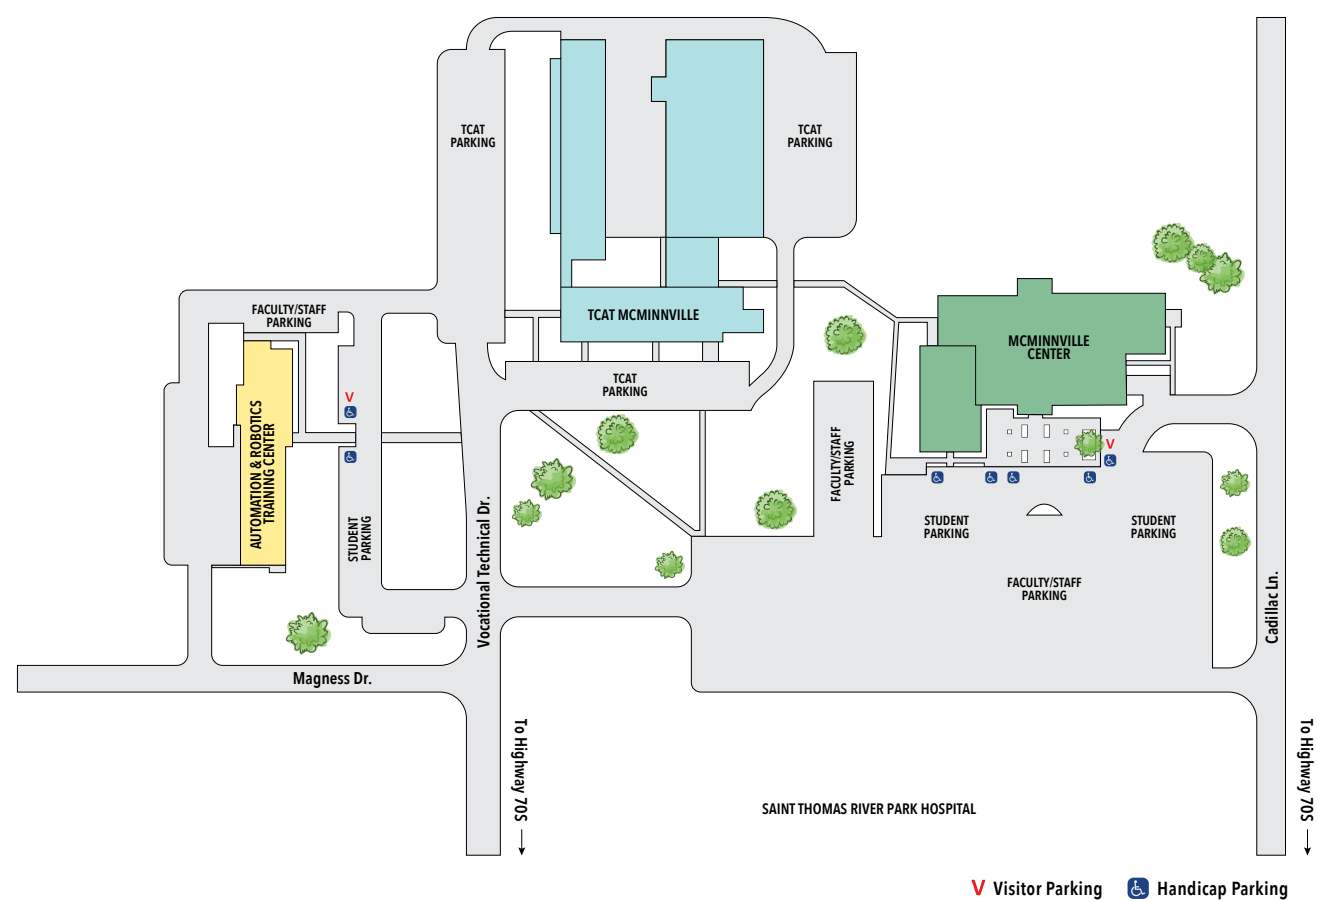 TCAT
PARKING
TCAT
PARKING
FACULTY/STAFF
PARKING
TCAT MCMINNVILLE
MCMINNVILLE
CENTER
TCAT
PARKING
V
AUTOMATION & ROBOTICS
TRAINING CENTER
FACULTY/STAFF
PARKING
V
STUDENT
PARKING
STUDENT
PARKING
STUDENT
PARKING
Vocational Technical Dr.
FACULTY/STAFF
PARKING
Cadillac Ln.
Magness Dr.
To Highway 70S
To Highway 70S
SAINT THOMAS RIVER PARK HOSPITAL
V Visitor Parking
Handicap Parking